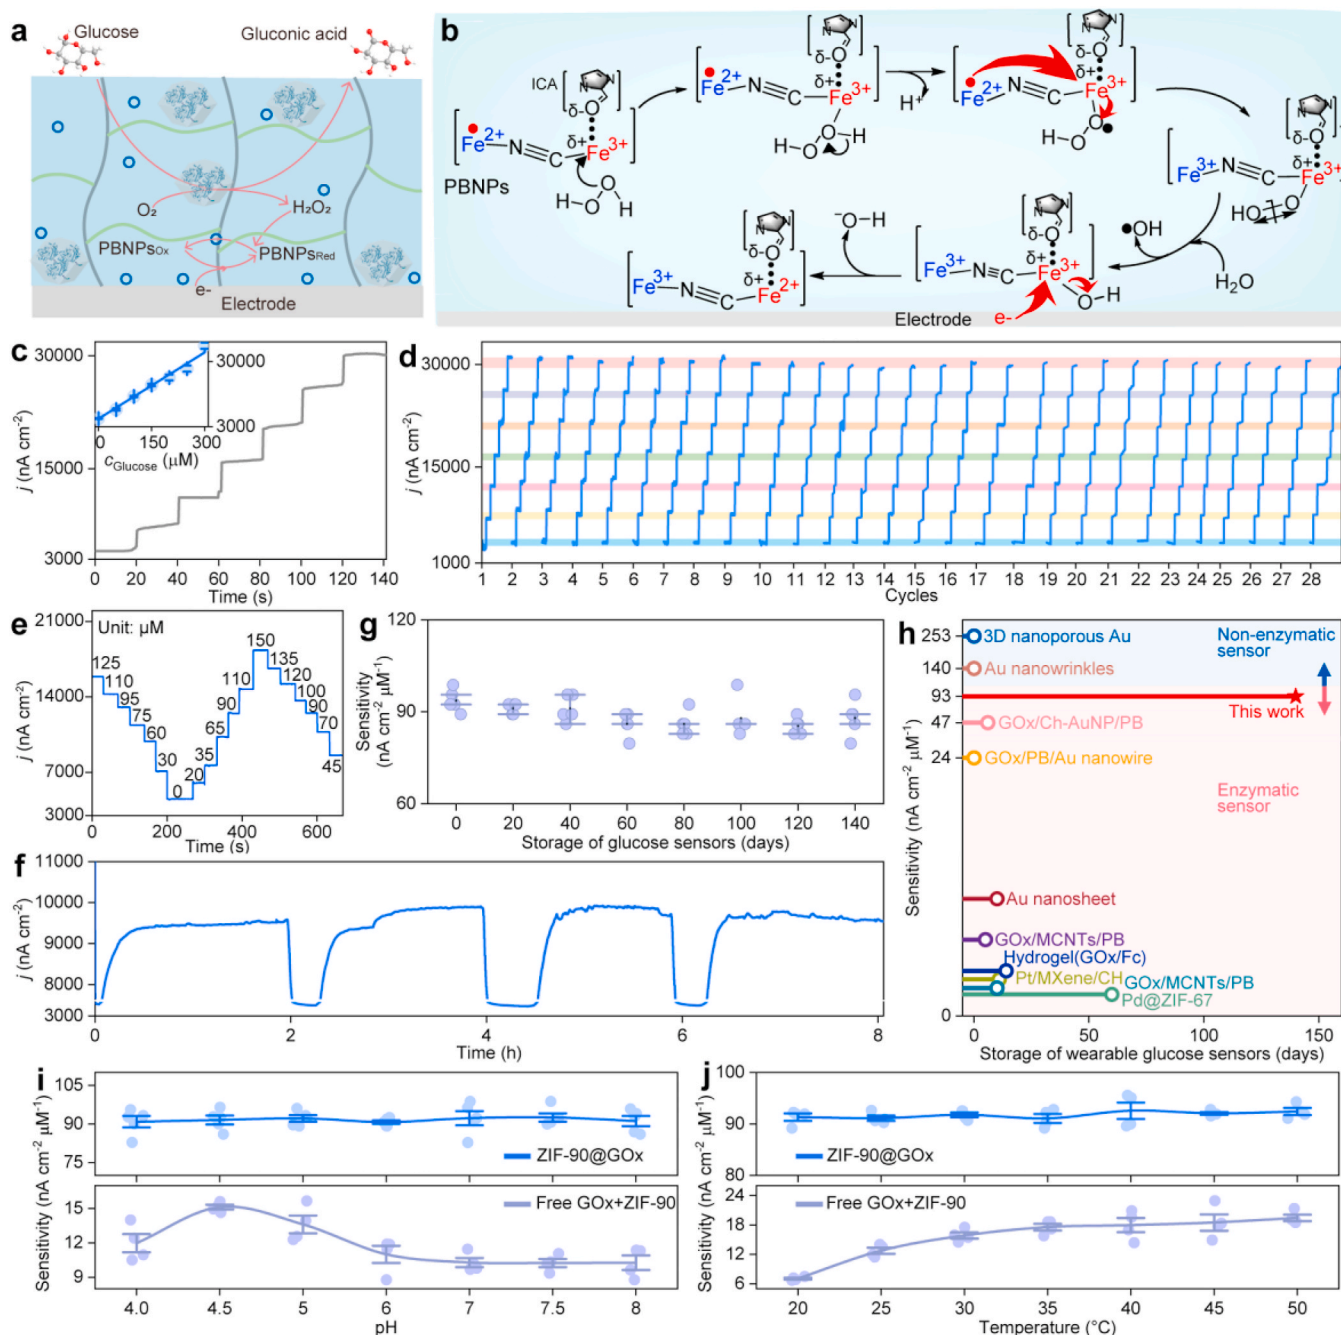 a
Glucose
Gluconic acid
O₂
H₂O₂
PBNPsOx
PBNPsRed
e-
Electrode
b
ICA
[Fe²⁺-N≡C-Fe³⁺]
PBNPs
δ-
δ+
H⁺
H₂O
•OH
⁻O-H
Fe³⁺
Fe²⁺
e-
Electrode
c
j (nA cm⁻²)
30000
15000
3000
0 20 40 60 80 100 120 140
Time (s)
30000
3000
0 150 300
cGlucose (μM)
d
j (nA cm⁻²)
30000
15000
1000
1 2 3 4 5 6 7 8 9 10 11 12 13 14 15 16 17 18 19 20 21 22 23 24 25 26 27 28
Cycles
e
Unit: μM
j (nA cm⁻²)
21000
14000
7000
3000
125
110
95
75
60
30
0
20
35
65
90
110
150
135
120
100
90
70
45
0 200 400 600
Time (s)
g
Sensitivity
(nA cm⁻² μM⁻¹)
120
90
60
0 20 40 60 80 100 120 140
Storage of glucose sensors (days)
h
Sensitivity (nA cm⁻² μM⁻¹)
253
140
93
47
24
0
3D nanoporous Au
Non-enzymatic
sensor
Au nanowrinkles
This work
GOx/Ch-AuNP/PB
GOx/PB/Au nanowire
Enzymatic
sensor
Au nanosheet
GOx/MCNTs/PB
Hydrogel(GOx/Fc)
Pt/MXene/CH
GOx/MCNTs/PB
Pd@ZIF-67
0 50 100 150
Storage of wearable glucose sensors (days)
f
j (nA cm⁻²)
11000
10000
9000
8000
3000
0 2 4 6 8
Time (h)
i
Sensitivity (nA cm⁻² μM⁻¹)
105
90
75
ZIF-90@GOx
15
12
9
Free GOx+ZIF-90
4.0 4.5 5 6 7 7.5 8
pH
j
Sensitivity (nA cm⁻² μM⁻¹)
100
90
80
ZIF-90@GOx
24
18
12
6
Free GOx+ZIF-90
20 25 30 35 40 45 50
Temperature (°C)